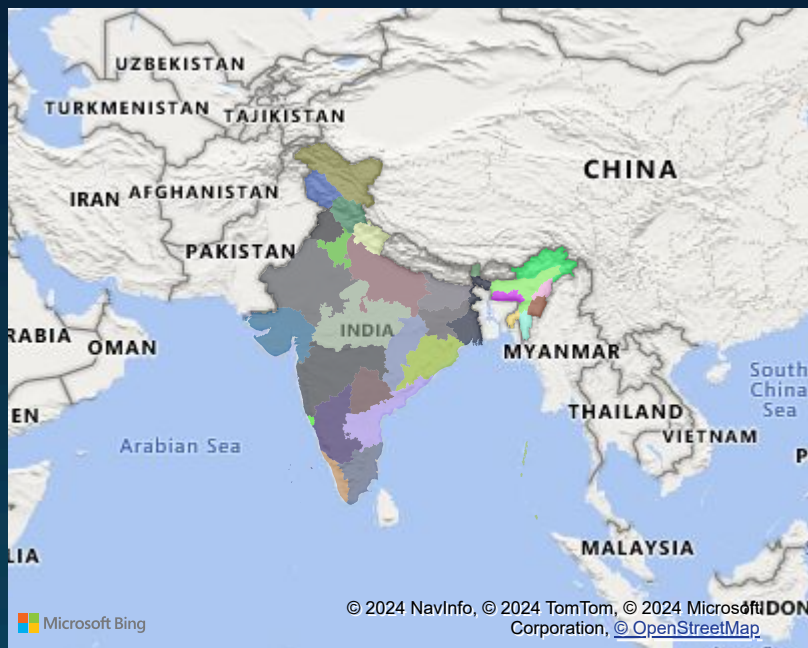 UZBEKISTAN
TURKMENISTAN
TAJIKISTAN
CHINA
IRAN
AFGHANISTAN
PAKISTAN
RABIA
OMAN
INDIA
MYANMAR
South
China
Sea
EN
THAILAND
VIETNAM
Arabian Sea
P
LIA
MALAYSIA
IDON
© 2024 NavInfo, © 2024 TomTom, © 2024 Microsoft
Corporation, © OpenStreetMap
Microsoft Bing